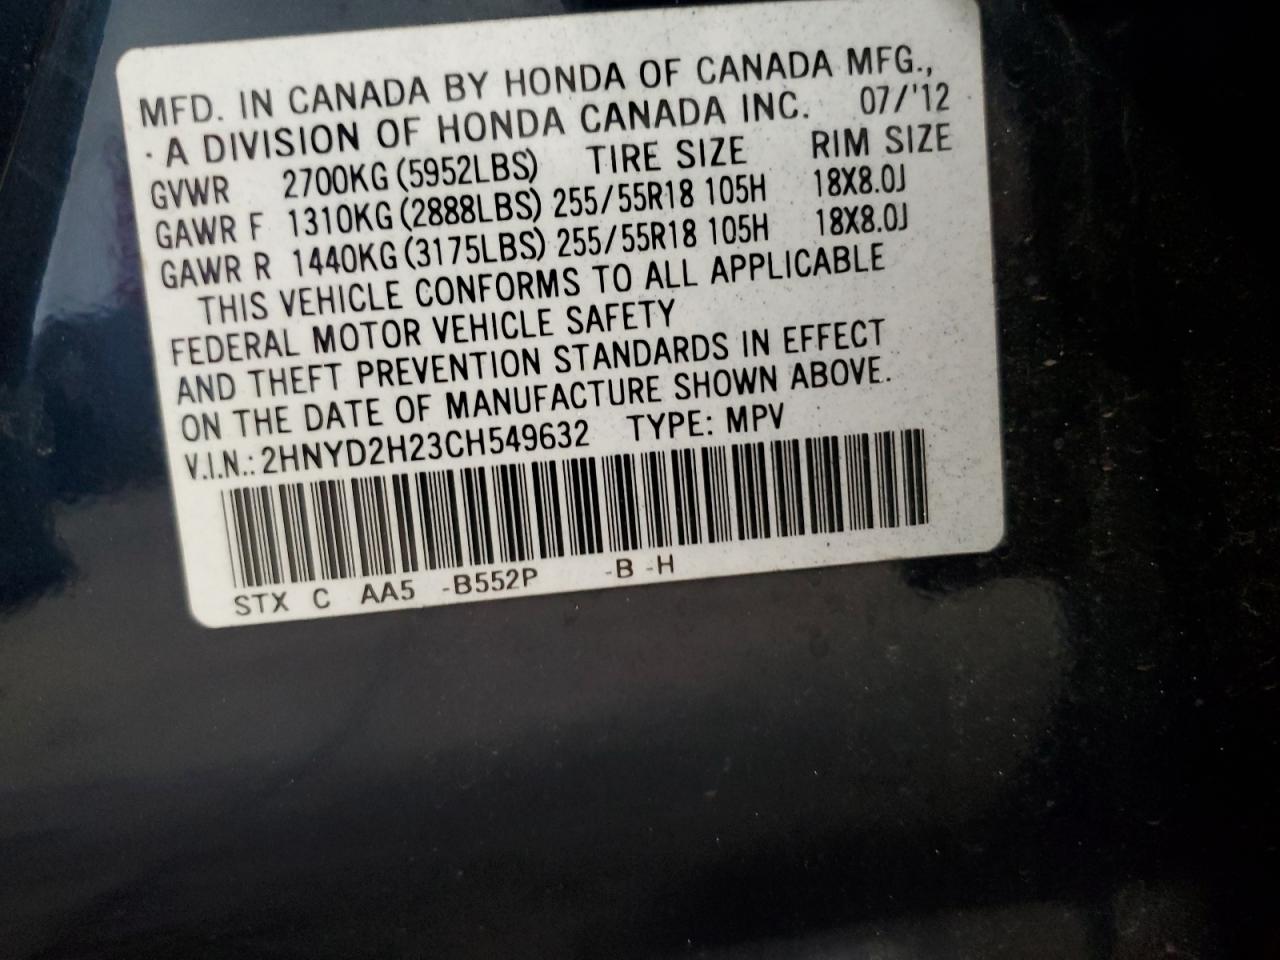 MFD. IN CANADA BY HONDA OF CANADA MFG.,
A DIVISION OF HONDA CANADA INC. 07/'12
GVWR 2700KG (5952LBS) TIRE SIZE RIM SIZE
GAWR F 1310KG (2888LBS) 255/55R18 105H 18X8.0J
GAWR R 1440KG (3175LBS) 255/55R18 105H 18X8.0J
THIS VEHICLE CONFORMS TO ALL APPLICABLE
FEDERAL MOTOR VEHICLE SAFETY
AND THEFT PREVENTION STANDARDS IN EFFECT
ON THE DATE OF MANUFACTURE SHOWN ABOVE.
V.I.N.: 2HNYD2H23CH549632 TYPE: MPV
STX C AA5 -B552P -B -H